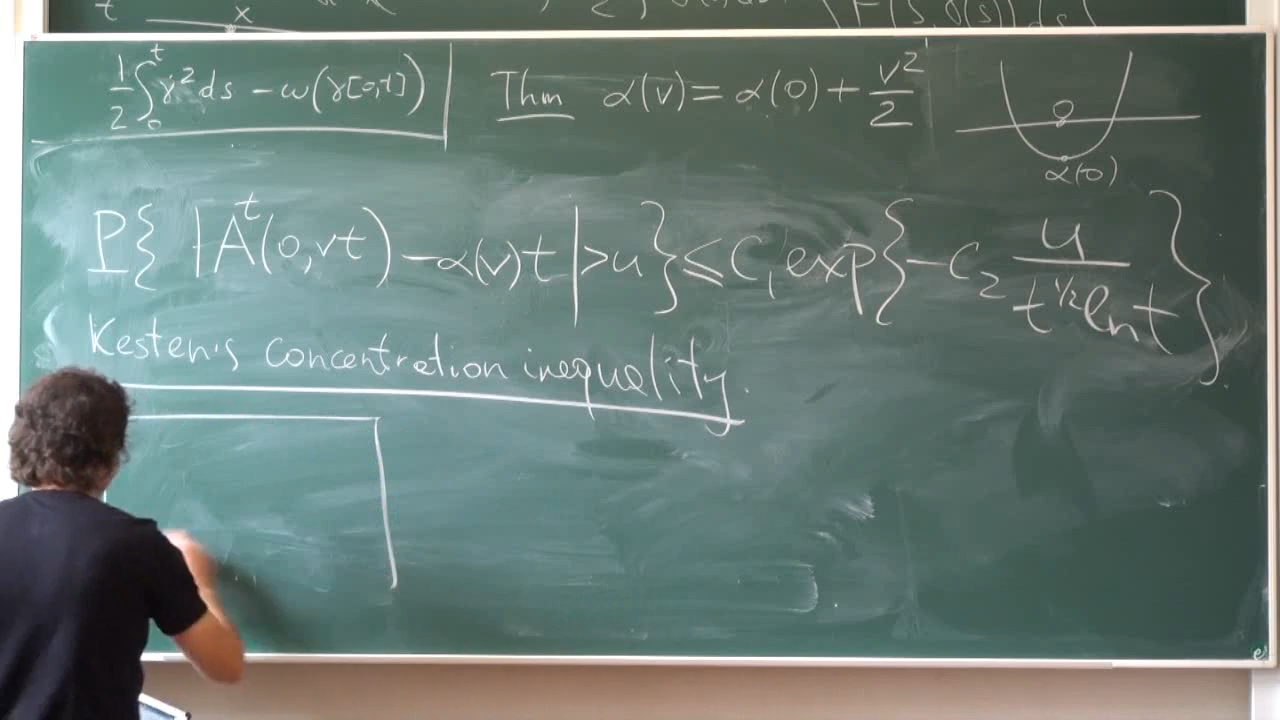 t x
1/2 ∫₀ᵗ γ̇² ds − ω(γ[0,t])
Thm α(v) = α(0) + v²/2
0
α(0)
P{ |Aᵗ(0,vt) − α(v)t| > u } ≤ C₁ exp{ −C₂ u/(t^{1/2} ln t) }.
Kesten's concentration inequality.